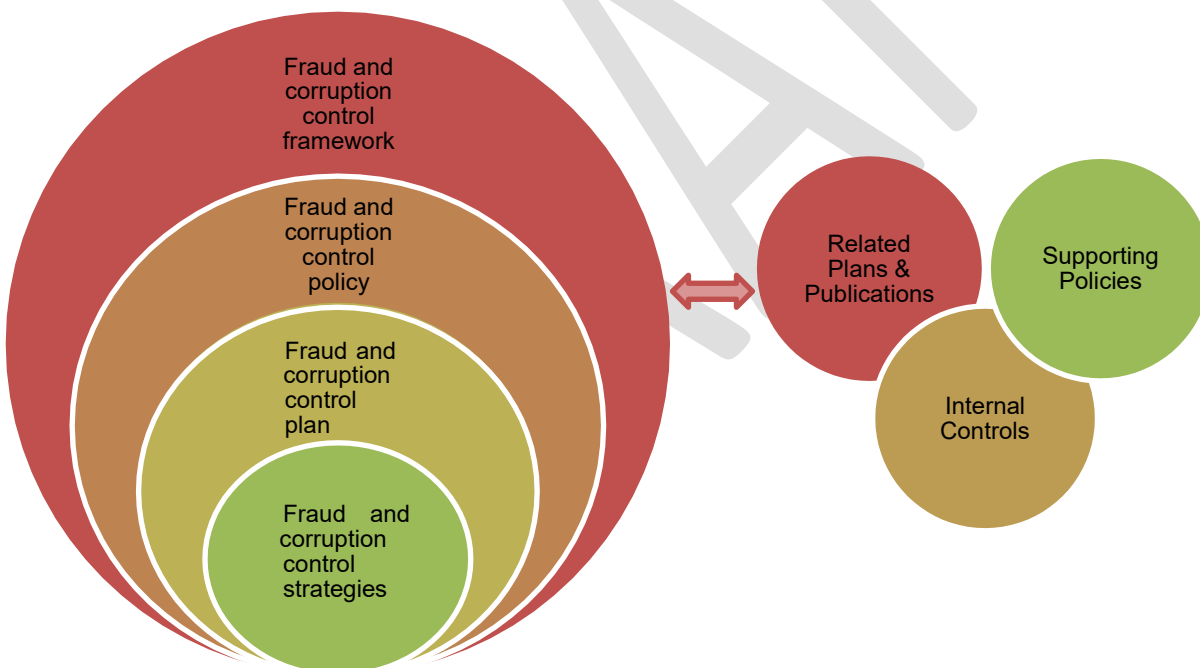 Fraud and
corruption
control
framework
Fraud and
corruption
control
policy
Fraud and
corruption
control
plan
Fraud and
corruption
control
strategies
Related
Plans &
Publications
Supporting
Policies
Internal
Controls